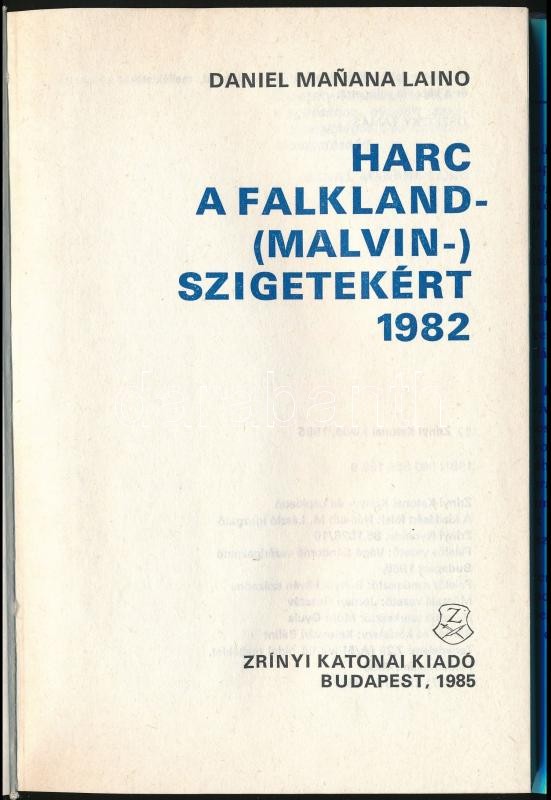 DANIEL MAÑANA LAINO
HARC
A FALKLAND-
(MALVIN-)
SZIGETEKÉRT
1982
Z
ZRÍNYI KATONAI KIADÓ
BUDAPEST, 1985